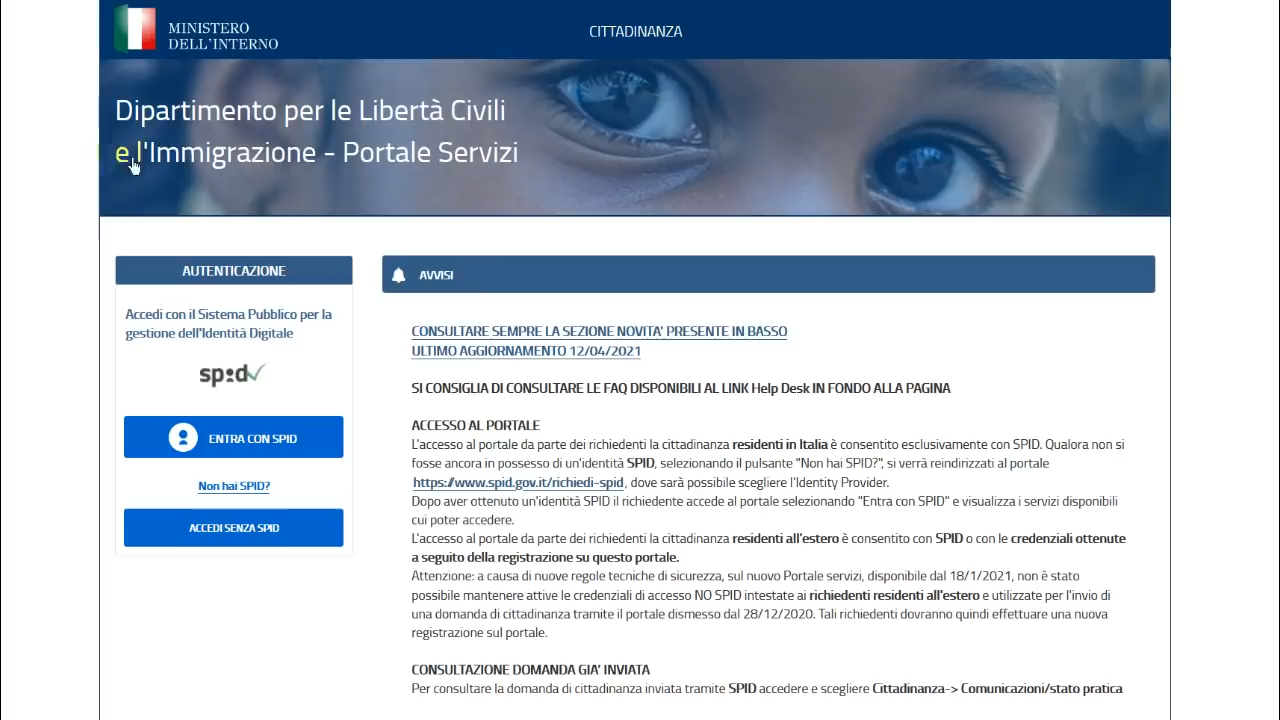 MINISTERO
DELL'INTERNO
CITTADINANZA
Dipartimento per le Libertà Civili
e l'Immigrazione - Portale Servizi
AUTENTICAZIONE
Accedi con il Sistema Pubblico per la
gestione dell'Identità Digitale
spid
ENTRA CON SPID
Non hai SPID?
ACCEDI SENZA SPID
AVVISI
CONSULTARE SEMPRE LA SEZIONE NOVITA' PRESENTE IN BASSO
ULTIMO AGGIORNAMENTO 12/04/2021
SI CONSIGLIA DI CONSULTARE LE FAQ DISPONIBILI AL LINK Help Desk IN FONDO ALLA PAGINA
ACCESSO AL PORTALE
L'accesso al portale da parte dei richiedenti la cittadinanza residenti in Italia è consentito esclusivamente con SPID. Qualora non si
fosse ancora in possesso di un'identità SPID, selezionando il pulsante "Non hai SPID?", si verrà reindirizzati al portale
https://www.spid.gov.it/richiedi-spid, dove sarà possibile scegliere l'Identity Provider.
Dopo aver ottenuto un'identità SPID il richiedente accede al portale selezionando "Entra con SPID" e visualizza i servizi disponibili
cui poter accedere.
L'accesso al portale da parte dei richiedenti la cittadinanza residenti all'estero è consentito con SPID o con le credenziali ottenute
a seguito della registrazione su questo portale.
Attenzione: a causa di nuove regole tecniche di sicurezza, sul nuovo Portale servizi, disponibile dal 18/1/2021, non è stato
possibile mantenere attive le credenziali di accesso NO SPID intestate ai richiedenti residenti all'estero e utilizzate per l'invio di
una domanda di cittadinanza tramite il portale dismesso dal 28/12/2020. Tali richiedenti dovranno quindi effettuare una nuova
registrazione sul portale.
CONSULTAZIONE DOMANDA GIA' INVIATA
Per consultare la domanda di cittadinanza inviata tramite SPID accedere e scegliere Cittadinanza-> Comunicazioni/stato pratica